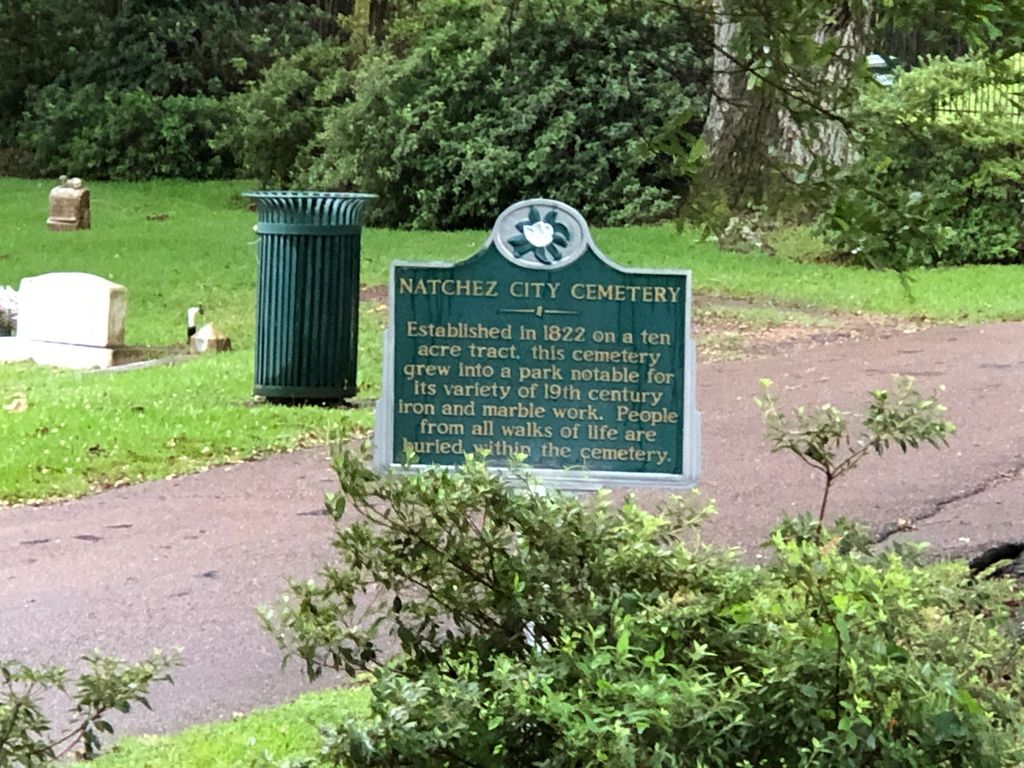 NATCHEZ CITY CEMETERY
Established in 1822 on a ten
acre tract, this cemetery
grew into a park notable for
its variety of 19th century
iron and marble work. People
from all walks of life are
buried within the cemetery.